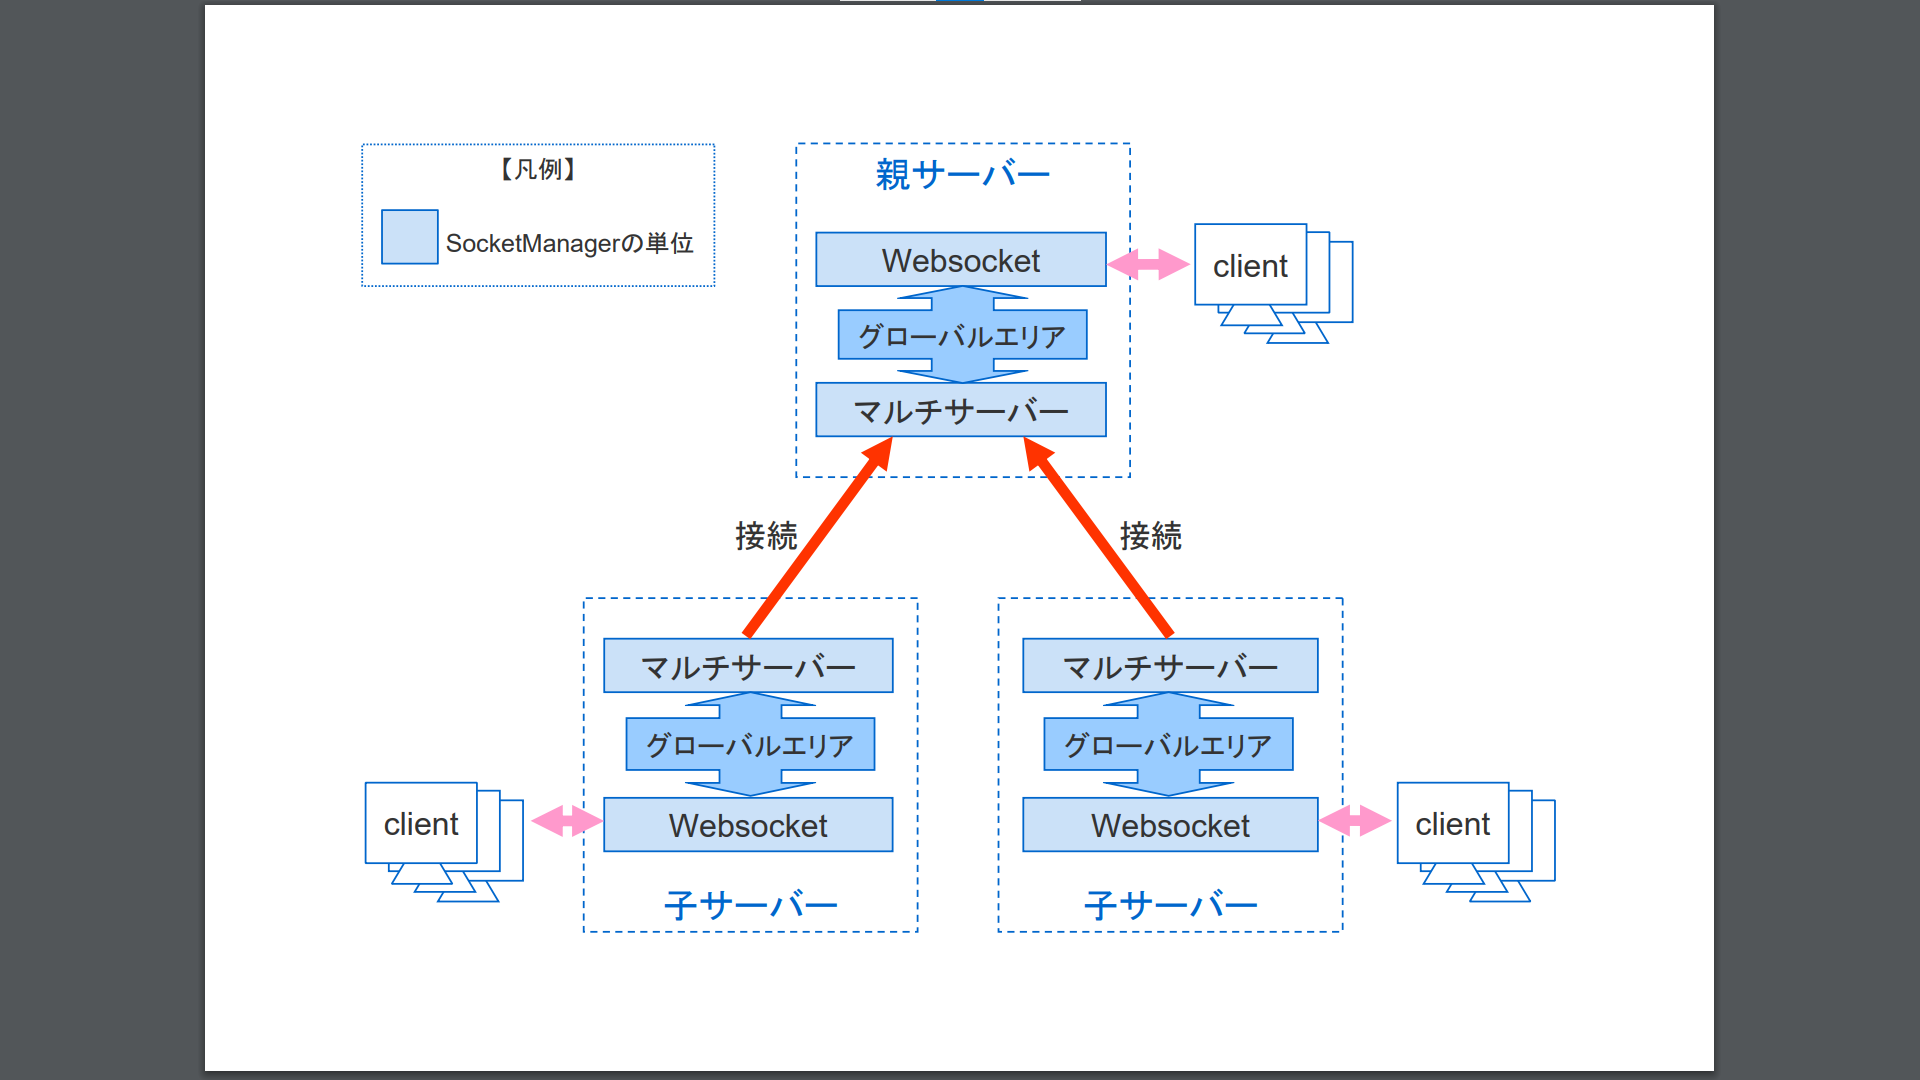 【凡例】
SocketManagerの単位
親サーバー
Websocket
client
グローバルエリア
マルチサーバー
接続
接続
マルチサーバー
マルチサーバー
グローバルエリア
グローバルエリア
client
Websocket
Websocket
client
子サーバー
子サーバー